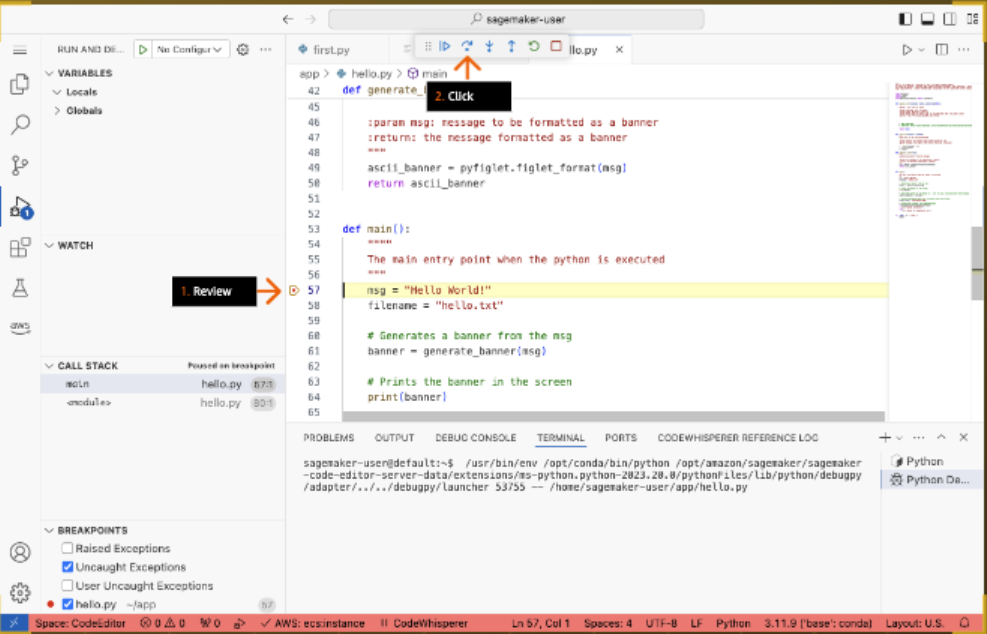 sagemaker-user
RUN AND DE...
No Configur
first.py
llo.py
app > hello.py > main
VARIABLES
Locals
Globals
WATCH
CALL STACK
Paused on breakpoint
main
hello.py
57:1
<module>
hello.py
80:1
BREAKPOINTS
Raised Exceptions
Uncaught Exceptions
User Uncaught Exceptions
hello.py ~/app
57
1
aws
2. Click
1. Review
42 def generate_
45
46 :param msg: message to be formatted as a banner
47 :return: the message formatted as a banner
48 """
49 ascii_banner = pyfiglet.figlet_format(msg)
50 return ascii_banner
51
52
53 def main():
54 """
55 The main entry point when the python is executed
56 """
57 msg = "Hello World!"
58 filename = "hello.txt"
59
60 # Generates a banner from the msg
61 banner = generate_banner(msg)
62
63 # Prints the banner in the screen
64 print(banner)
65
PROBLEMS OUTPUT DEBUG CONSOLE TERMINAL PORTS CODEWHISPERER REFERENCE LOG
sagemaker-user@default:~$ /usr/bin/env /opt/conda/bin/python /opt/amazon/sagemaker/sagemaker
-code-editor-server-data/extensions/ms-python.python-2023.20.0/pythonFiles/lib/python/debugpy
/adapter/../../debugpy/launcher 53755 -- /home/sagemaker-user/app/hello.py
Python
Python De...
Space: CodeEditor 0 0 0 AWS: ecs:instance CodeWhisperer Ln 57, Col 1 Spaces: 4 UTF-8 LF Python 3.11.9 ('base': conda) Layout: U.S.